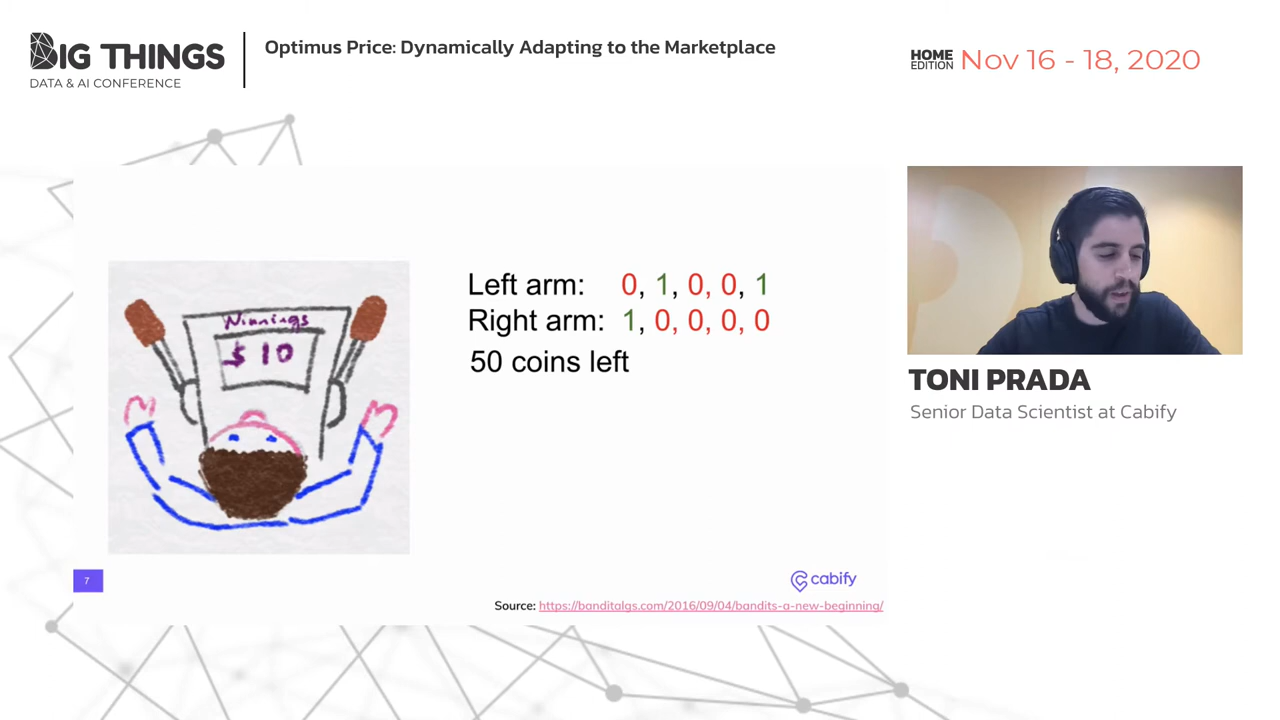 BIG THINGS
DATA & AI CONFERENCE
Optimus Price: Dynamically Adapting to the Marketplace
HOME
EDITION
Nov 16 - 18, 2020
Winnings
$ 10
Left arm: 0, 1, 0, 0, 1
Right arm: 1, 0, 0, 0, 0
50 coins left
TONI PRADA
Senior Data Scientist at Cabify
7
cabify
Source: https://banditalgs.com/2016/09/04/bandits-a-new-beginning/